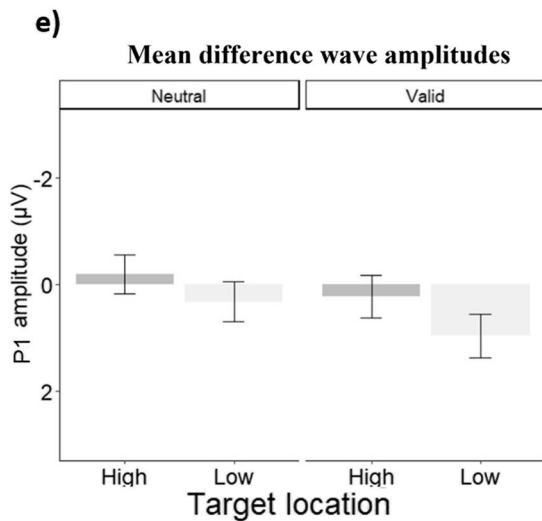 e)
Mean difference wave amplitudes
Neutral Valid
P1 amplitude (µV)
-2
0
2
High Low High Low
Target location